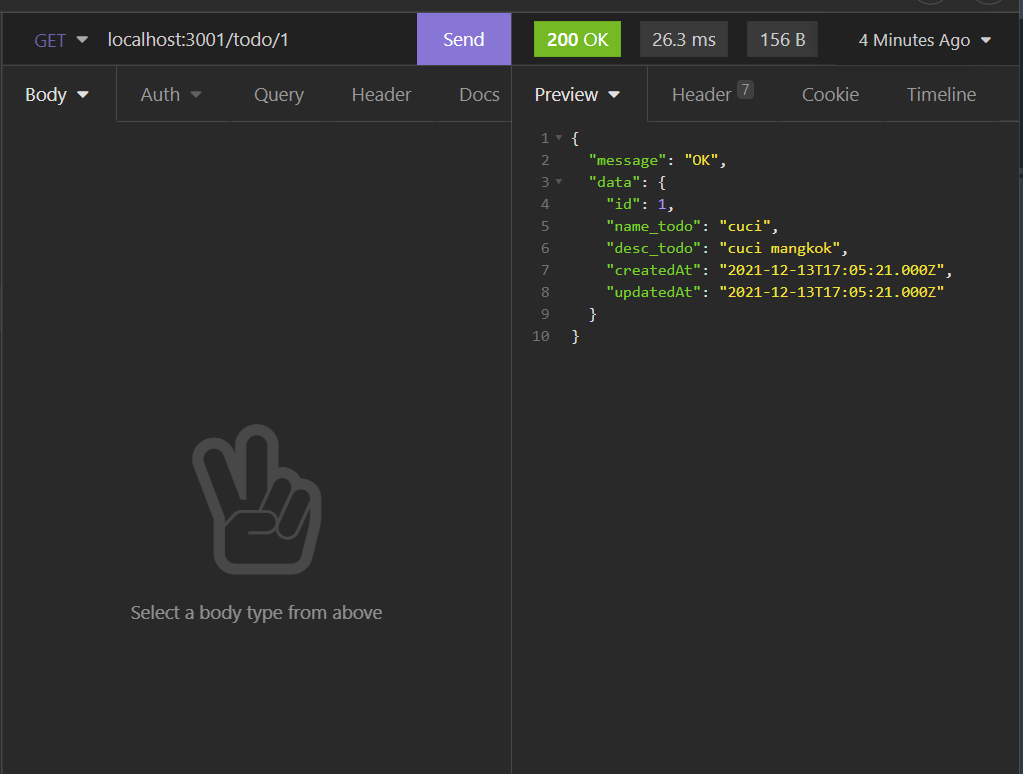 GET localhost:3001/todo/1 Send 200 OK 26.3 ms 156 B 4 Minutes Ago
Body Auth Query Header Docs Preview Header 7 Cookie Timeline
1 {
2 "message": "OK",
3 "data": {
4 "id": 1,
5 "name_todo": "cuci",
6 "desc_todo": "cuci mangkok",
7 "createdAt": "2021-12-13T17:05:21.000Z",
8 "updatedAt": "2021-12-13T17:05:21.000Z"
9 }
10 }
Select a body type from above